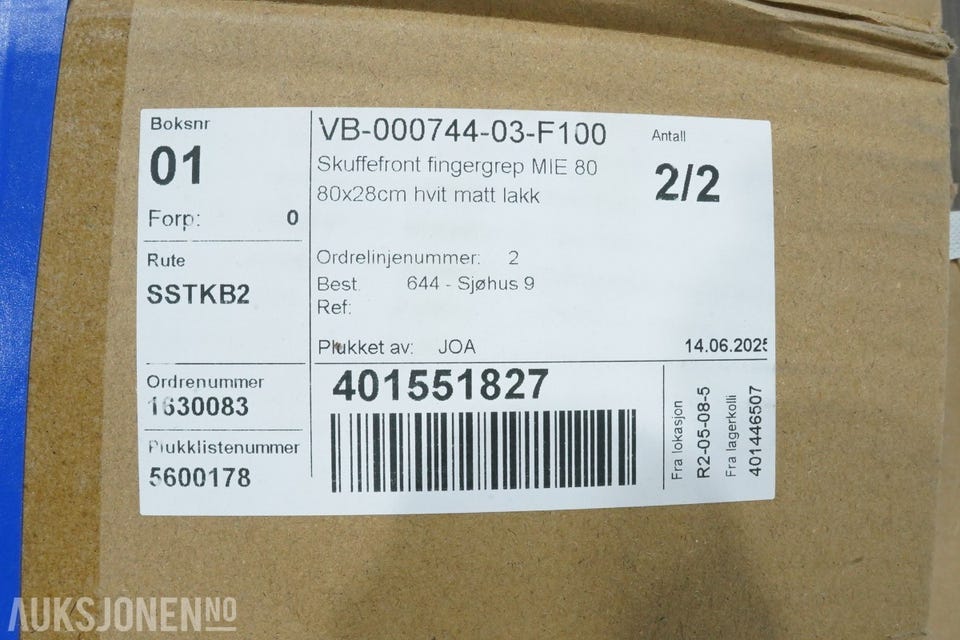 Boksnr
01
Forp: 0
Rute
SSTKB2
Ordrenummer
1630083
Plukklistenummer
5600178
VB-000744-03-F100
Skuffefront fingergrep MIE 80
80x28cm hvit matt lakk
Antall
2/2
Ordrelinjenummer: 2
Best. 644 - Sjøhus 9
Ref:
Plukket av: JOA
14.06.2025
401551827
Fra lokasjon
R2-05-08-5
Fra lagerkolli
401446507
AUKSJONEN.NO